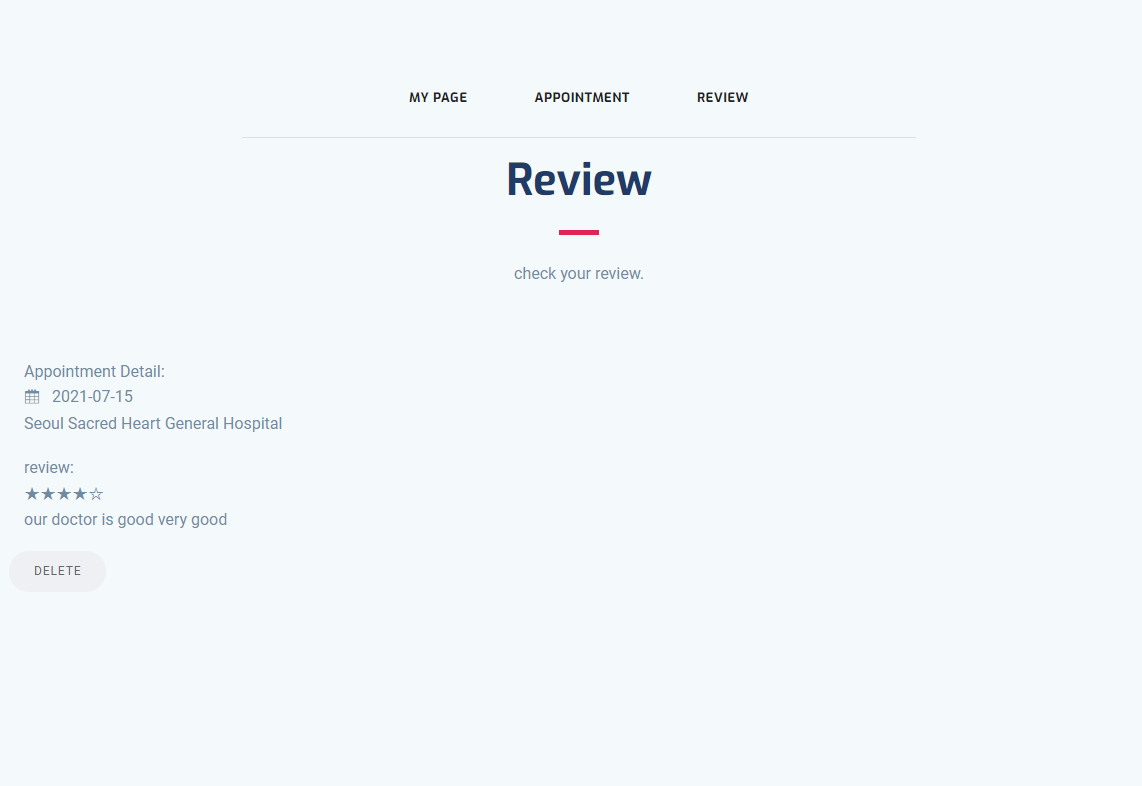 MY PAGE APPOINTMENT REVIEW
Review
check your review.
Appointment Detail:
2021-07-15
Seoul Sacred Heart General Hospital
review:
★★★★☆
our doctor is good very good
DELETE